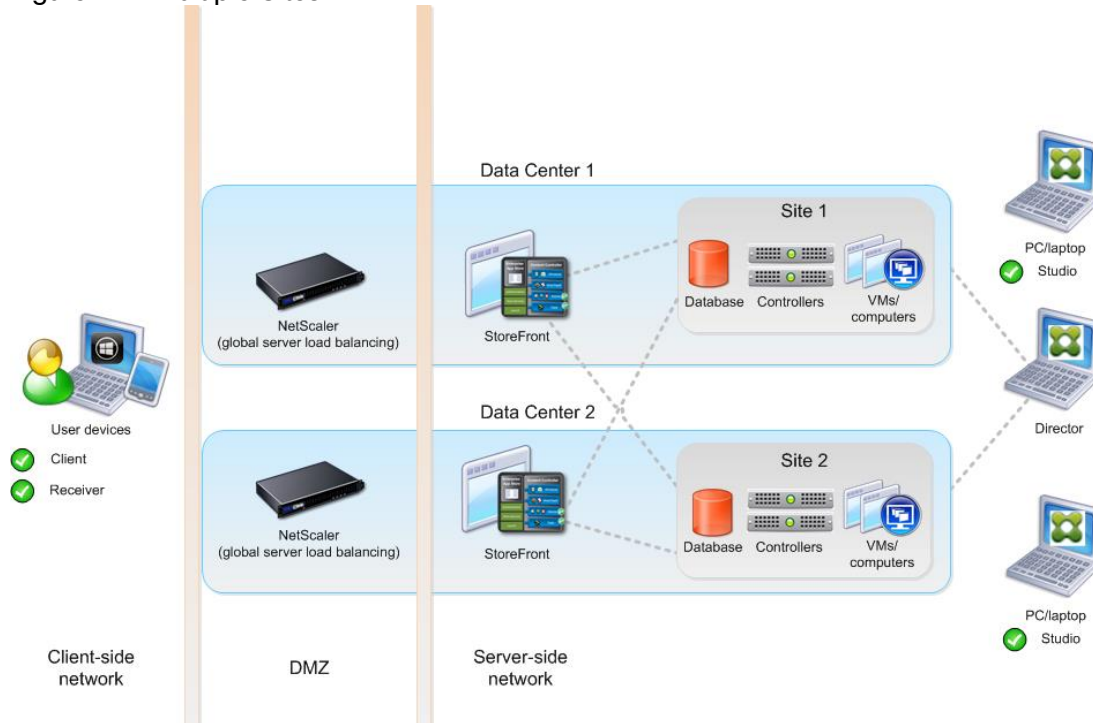 Data Center 1
Site 1
Database
Controllers
VMs/
computers
NetScaler
(global server load balancing)
StoreFront
PC/laptop
Studio
Director
User devices
Client
Receiver
Data Center 2
Site 2
Database
Controllers
VMs/
computers
NetScaler
(global server load balancing)
StoreFront
PC/laptop
Studio
Client-side
network
DMZ
Server-side
network